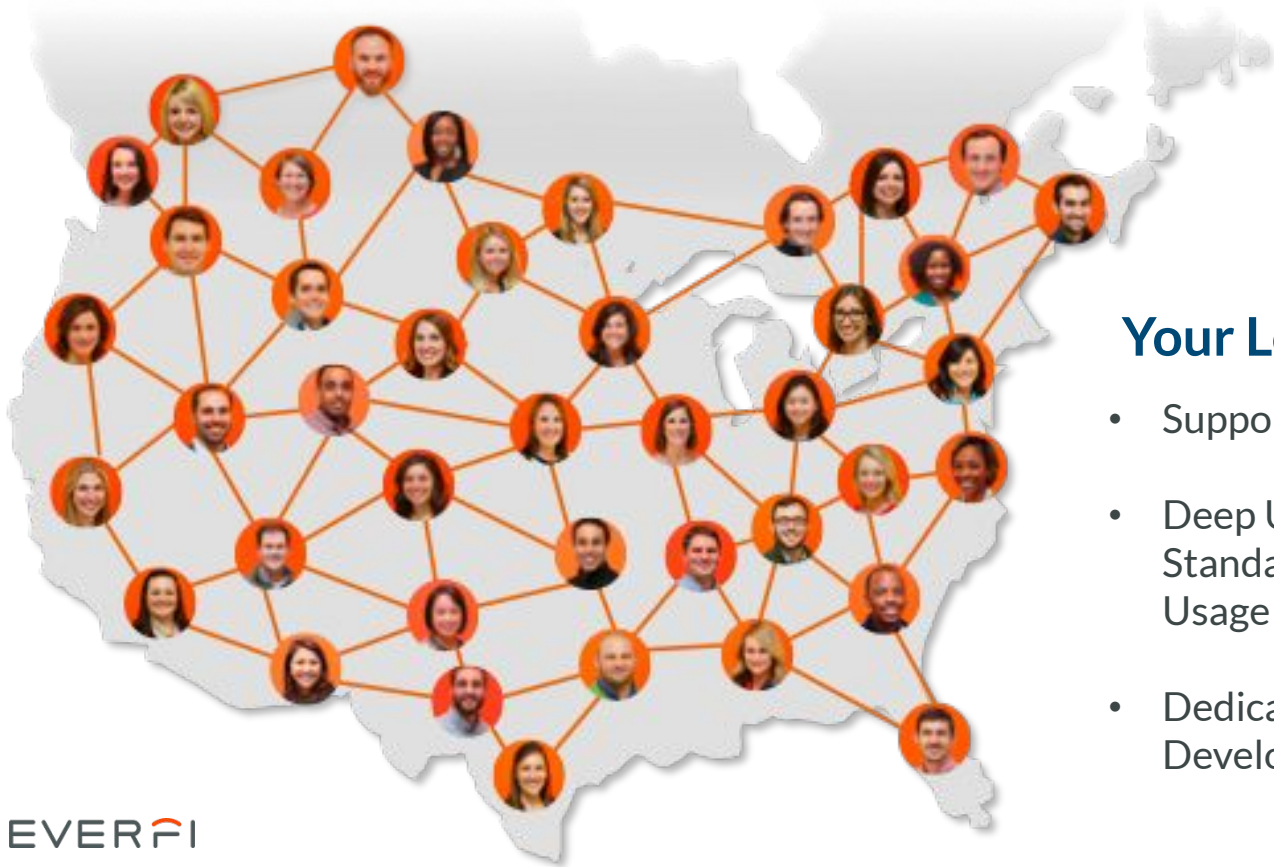 Your L
• Suppo
• Deep U
Standa
Usage
• Dedica
Develo
EVERFI